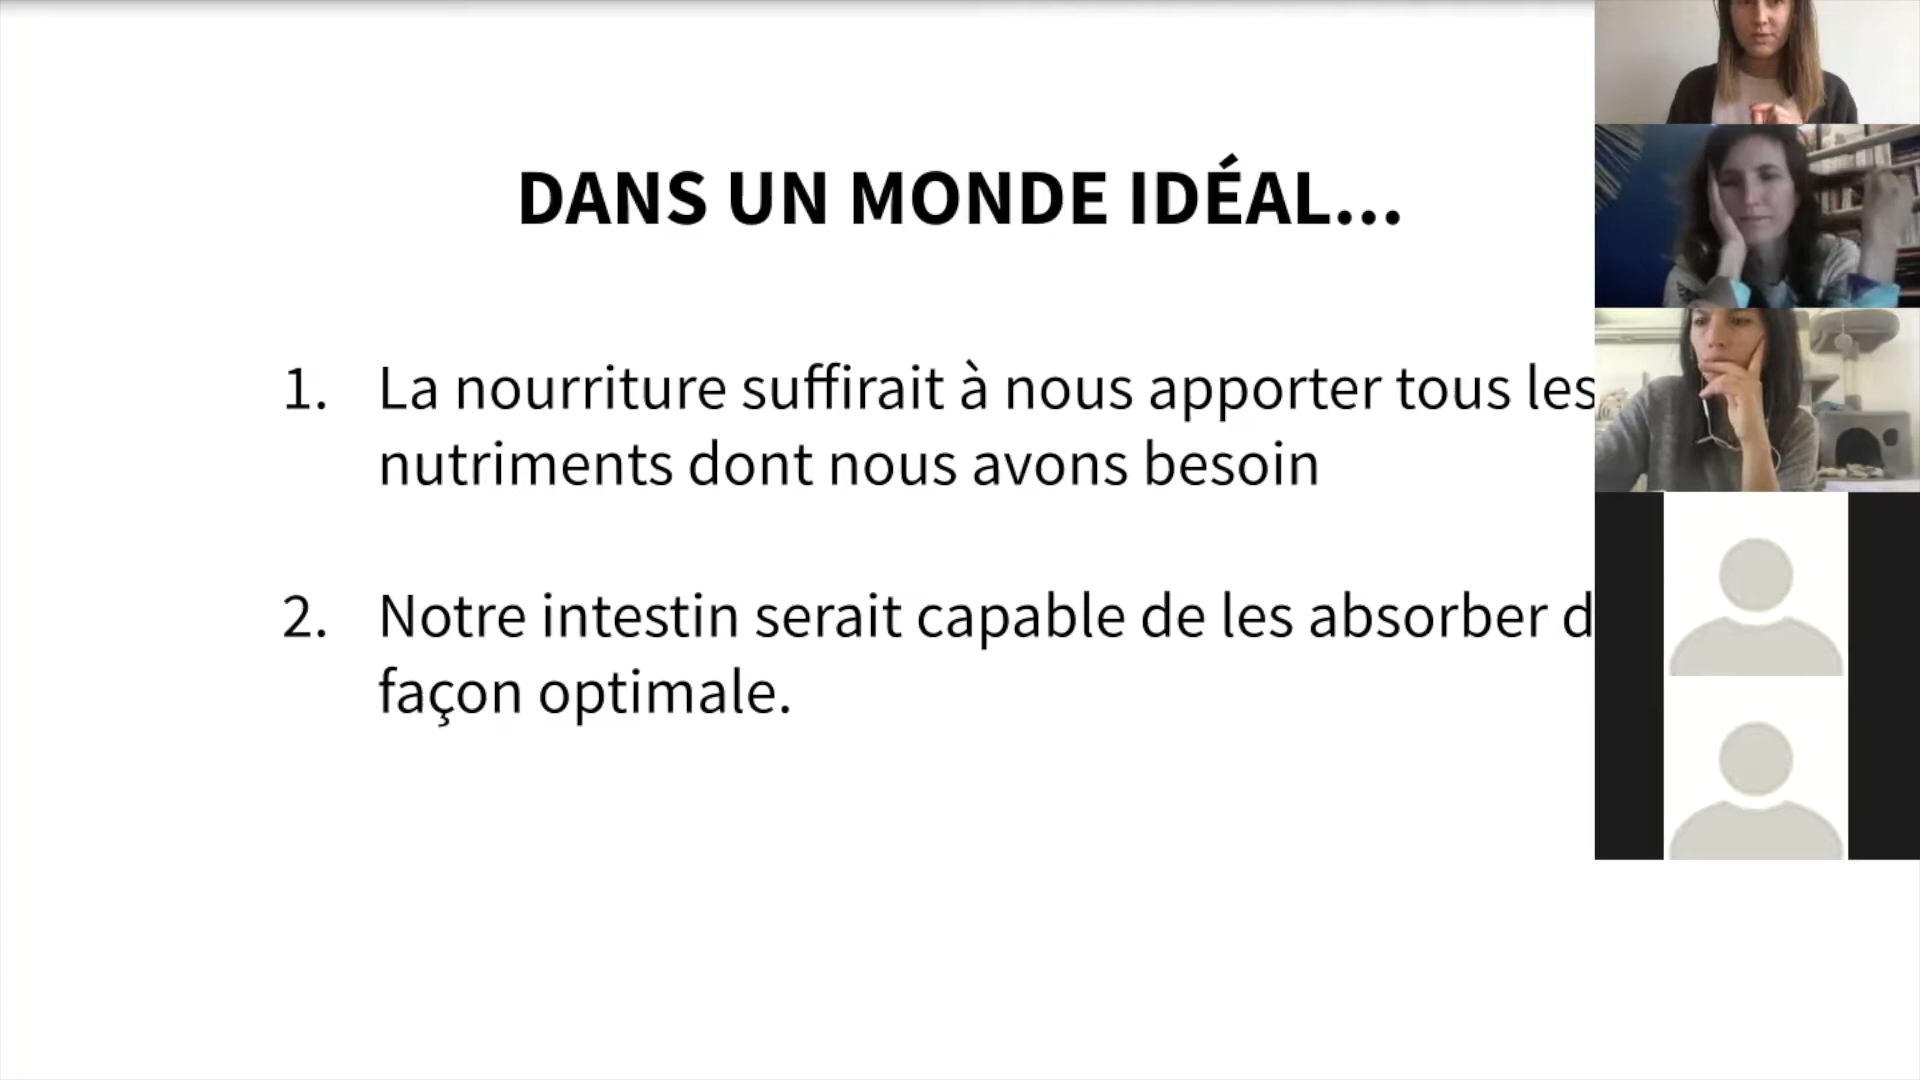 DANS UN MONDE IDÉAL...
1. La nourriture suffirait à nous apporter tous les
nutriments dont nous avons besoin
2. Notre intestin serait capable de les absorber d
façon optimale.